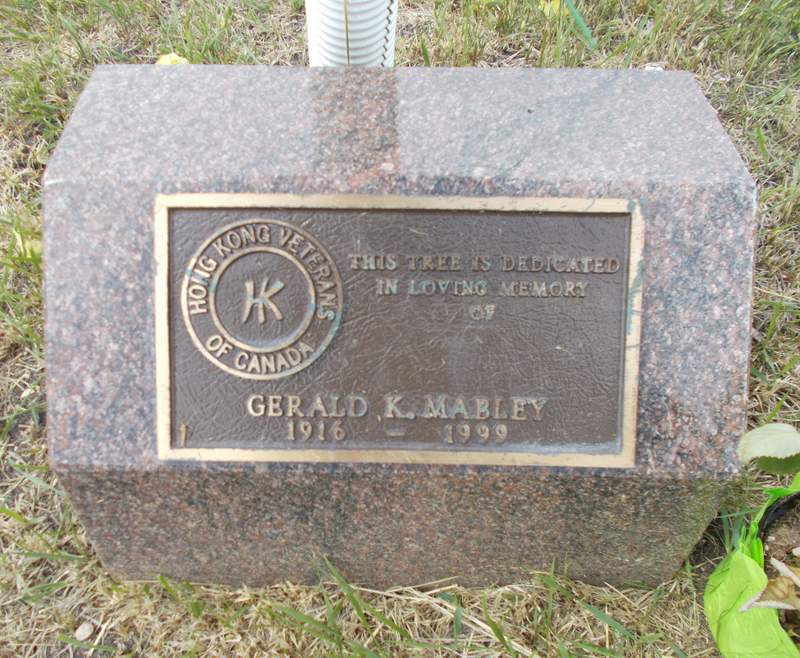 HONG KONG VETERANS
OF CANADA
HK
THIS TREE IS DEDICATED
IN LOVING MEMORY
OF
GERALD K. MABLEY
1916 – 1999